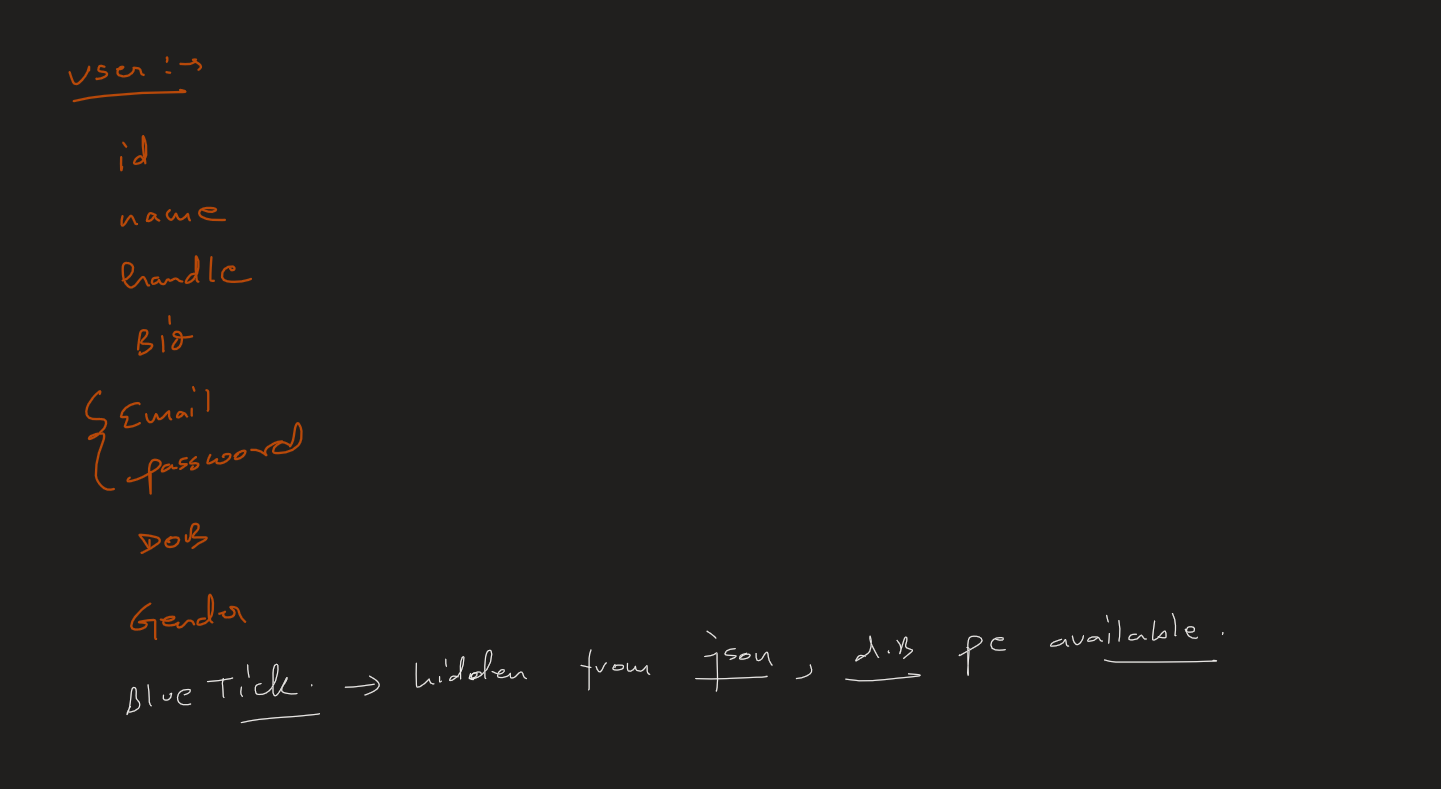 User :→
id
name
handle
Bio
Email
password
DoB
Gender
Blue Tick. → hidden from json, d.B pe available.